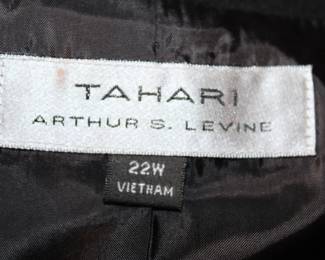 TAHARI
ARTHUR S. LEVINE
22W
VIETNAM